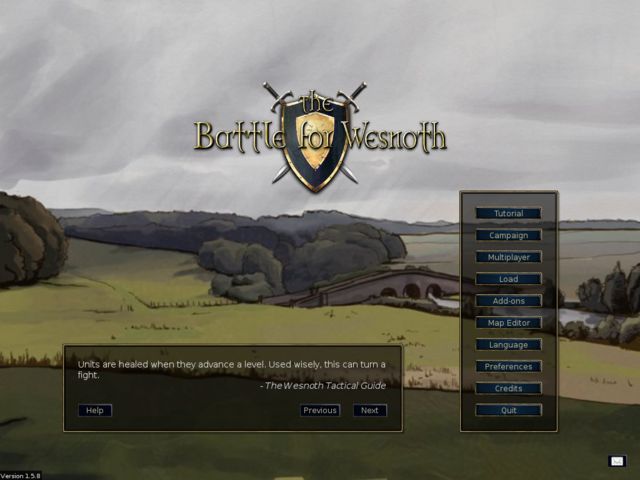 the
Battle for Wesnoth
Tutorial
Campaign
Multiplayer
Load
Add-ons
Map Editor
Language
Preferences
Credits
Quit
Units are healed when they advance a level. Used wisely, this can turn a
fight.
- The Wesnoth Tactical Guide
Help
Previous
Next
Version 1.5.8